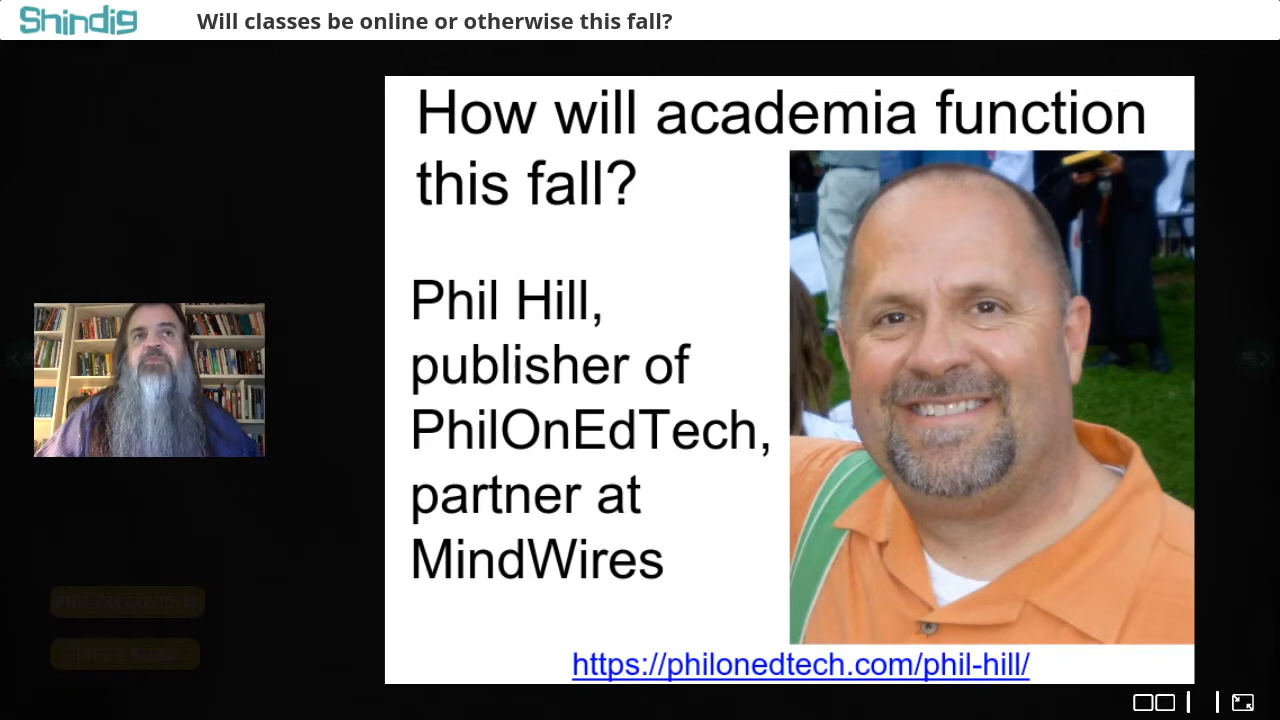 Shindig
Will classes be online or otherwise this fall?
How will academia function
this fall?
Phil Hill,
publisher of
PhilOnEdTech,
partner at
MindWires
https://philonedtech.com/phil-hill/